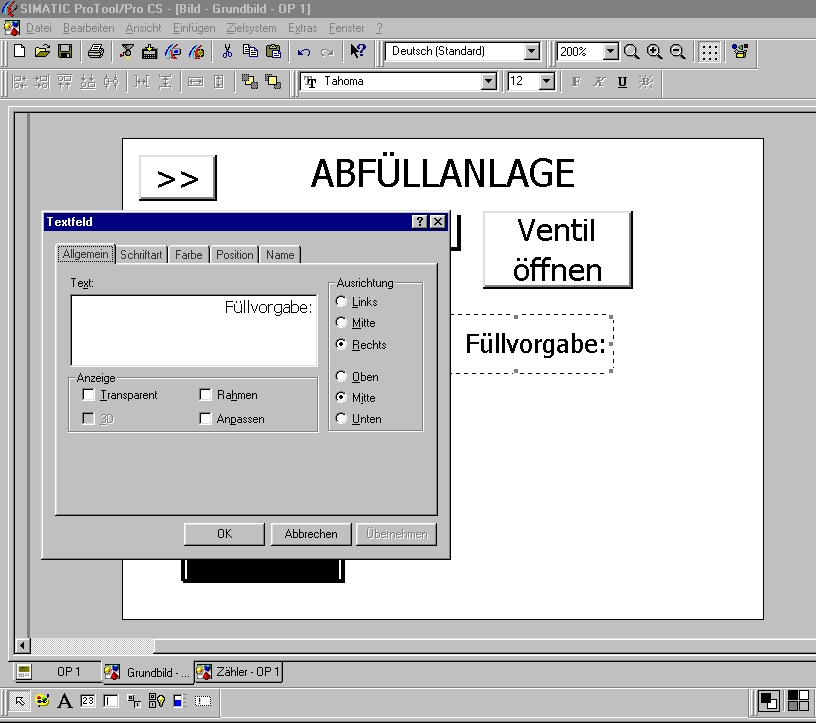 SIMATIC ProTool/Pro CS - [Bild - Grundbild - OP 1]
Datei Bearbeiten Ansicht Einfügen Zielsystem Extras Fenster ?
Deutsch (Standard) 200%
Tahoma 12 F K U
>> ABFÜLLANLAGE
Ventil
öffnen
Füllvorgabe:
Textfeld
Allgemein Schriftart Farbe Position Name
Text:
Füllvorgabe:
Ausrichtung
Links
Mitte
Rechts
Oben
Mitte
Unten
Anzeige
Transparent Rahmen
3D Anpassen
OK Abbrechen Übernehmen
OP 1 Grundbild - ... Zähler - OP 1
A 23